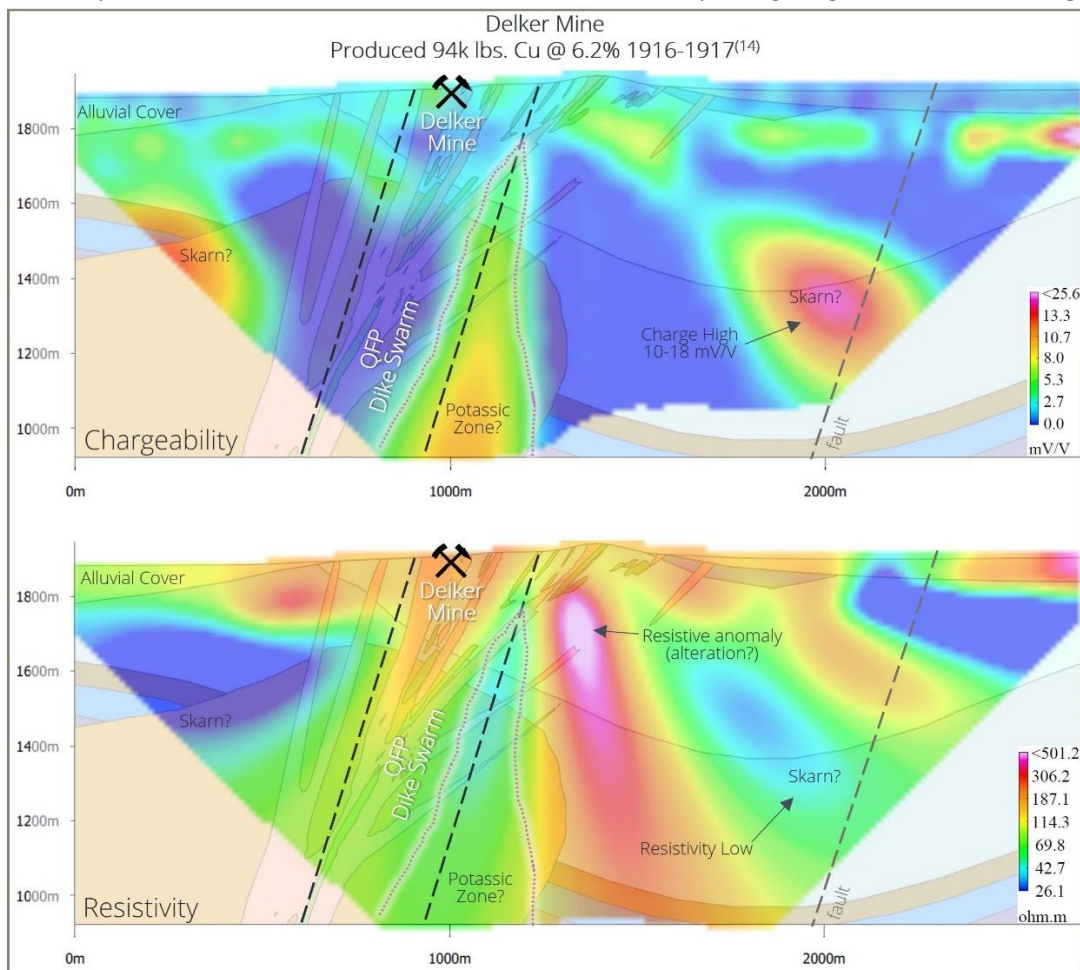 Delker Mine
Produced 94k lbs. Cu @ 6.2% 1916-1917(14)
Alluvial Cover
1800m
1600m
1400m
1200m
1000m
Delker
Mine
Skarn?
QFP
Dike Swarm
Potassic
Zone?
Skarn?
Charge High
10-18 mV/V
fault
<25.6
13.3
8.0
5.3
2.7
0.0
mV/V
Chargeability
0m
1000m
2000m
Alluvial Cover
1800m
1600m
1400m
1200m
1000m
Delker
Mine
Resistive anomaly
(alteration?)
Skarn?
QFP
Dike Swarm
Potassic
Zone?
Skarn?
Resistivity Low
fault
<501.2
306.2
187.1
114.3
69.8
42.7
26.1
ohm.m
Resistivity
0m
1000m
2000m